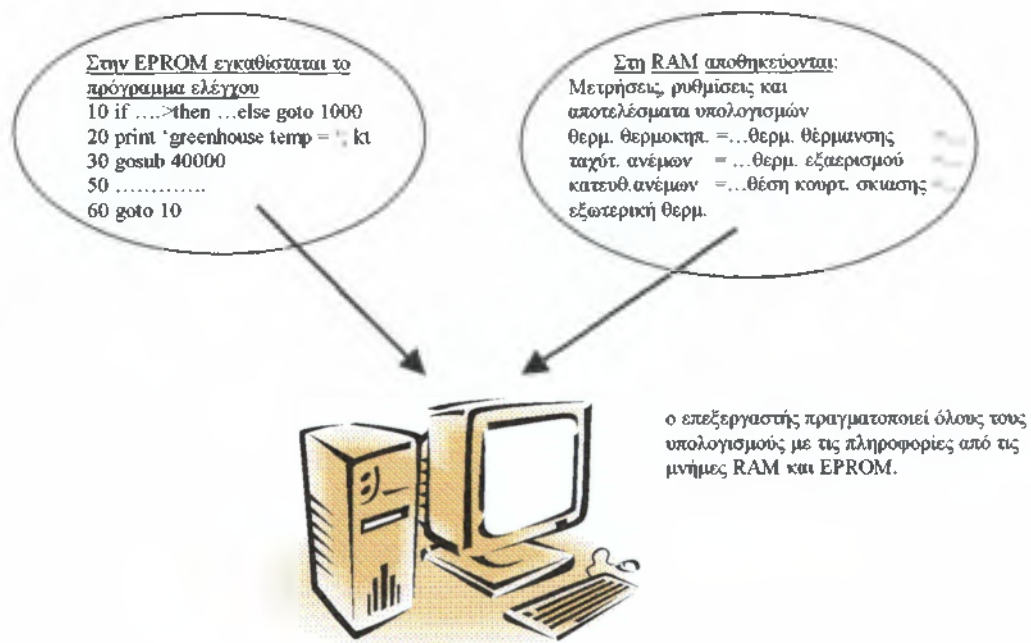 Στην EPROM εγκαθίσταται το
πρόγραμμα ελέγχου
10 if ….>then …else goto 1000
20 print ‘greenhouse temp = kt
30 gosub 40000
50 ………….
60 goto 10
Στη RAM αποθηκεύονται:
Μετρήσεις, ρυθμίσεις και
αποτελέσματα υπολογισμών
θερμ. θερμοκηπ. =…θερμ. θέρμανσης
ταχύτ. ανέμων = …θερμ. εξαερισμού
κατευθ.ανέμων =…θέση κουρτ. σκιασης
εξωτερική θερμ.
ο επεξεργαστής πραγματοποιεί όλους τους
υπολογισμούς με τις πληροφορίες από τις
μνήμες RAM και EPROM.